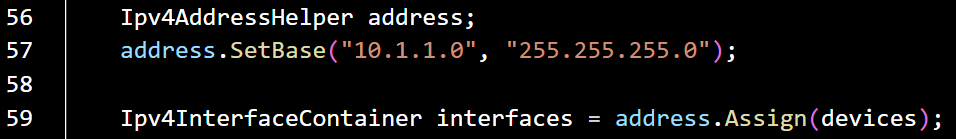 56 Ipv4AddressHelper address;
57 address.SetBase("10.1.1.0", "255.255.255.0");
58
59 Ipv4InterfaceContainer interfaces = address.Assign(devices);